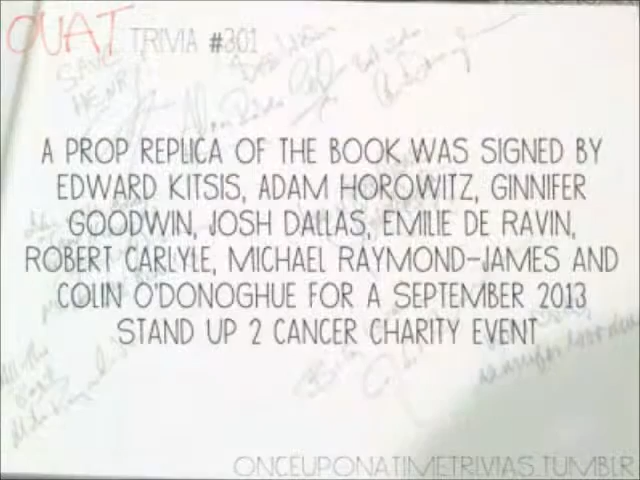 OUAT TRIVIA #301
SAVE
HENRY
A PROP REPLICA OF THE BOOK WAS SIGNED BY
EDWARD KITSIS, ADAM HOROWITZ, GINNIFER
GOODWIN, JOSH DALLAS, EMILIE DE RAVIN,
ROBERT CARLYLE, MICHAEL RAYMOND-JAMES AND
COLIN O'DONOGHUE FOR A SEPTEMBER 2013
STAND UP 2 CANCER CHARITY EVENT
ONCEUPONATIMETRIVIAS.TUMBLR